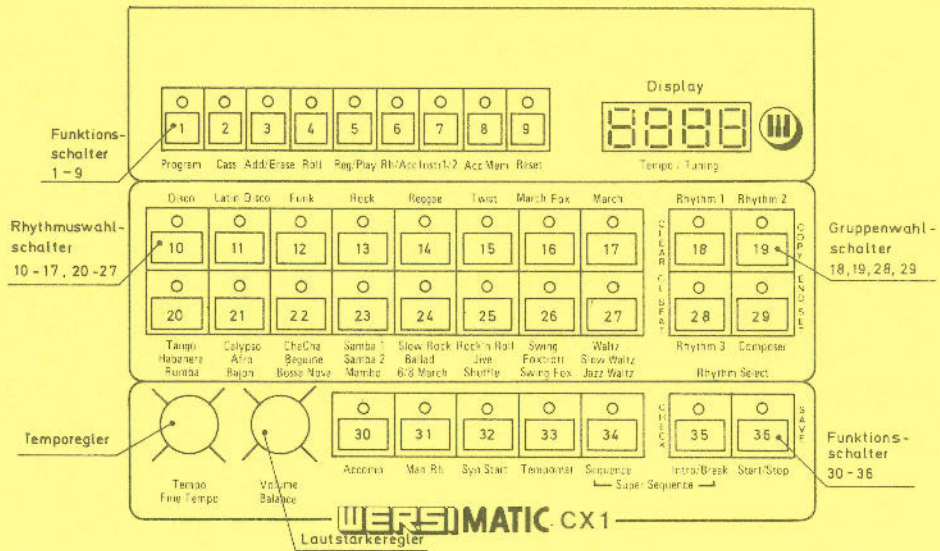 Display
8888
1 2 3 4 5 6 7 8 9
Funktions-
schalter
1-9
Program Cass Add/Erase Roll Reg/Play Rh/Acc Instr1/2 Acc Mem Reset
Tempo / Tuning
Disco Latin Disco Funk Rock Reggae Twist March Fox March Rhythm 1 Rhythm 2
Rhythmuswahl-
schalter
10-17, 20-27
10 11 12 13 14 15 16 17 CLEAR 18 19 COPY
Gruppenwahl-
schalter
18, 19, 28, 29
20 21 22 23 24 25 26 27 CL BEAT 28 29 END SET
Tango Calypso ChaCha Samba 1 Slow Rock Rock'n Roll Swing Waltz Rhythm 3 Composer
Habanera Afro Beguine Samba 2 Ballad Jive Foxtrott Slow Waltz
Rumba Bajon Bossa Nova Mambo 6/8 March Shuffle Swing Fox Jazz Waltz Rhythm Select
Temporegler
30 31 32 33 34 CHECK 35 36 SAVE
Funktions-
schalter
30-36
Accomp Man Rh Syn Start Tempomat Sequence Intro/Break Start/Stop
Tempo Volume
Fine Tempo Balance
Super Sequence
WERSIMATIC CX1
Lautstärkeregler